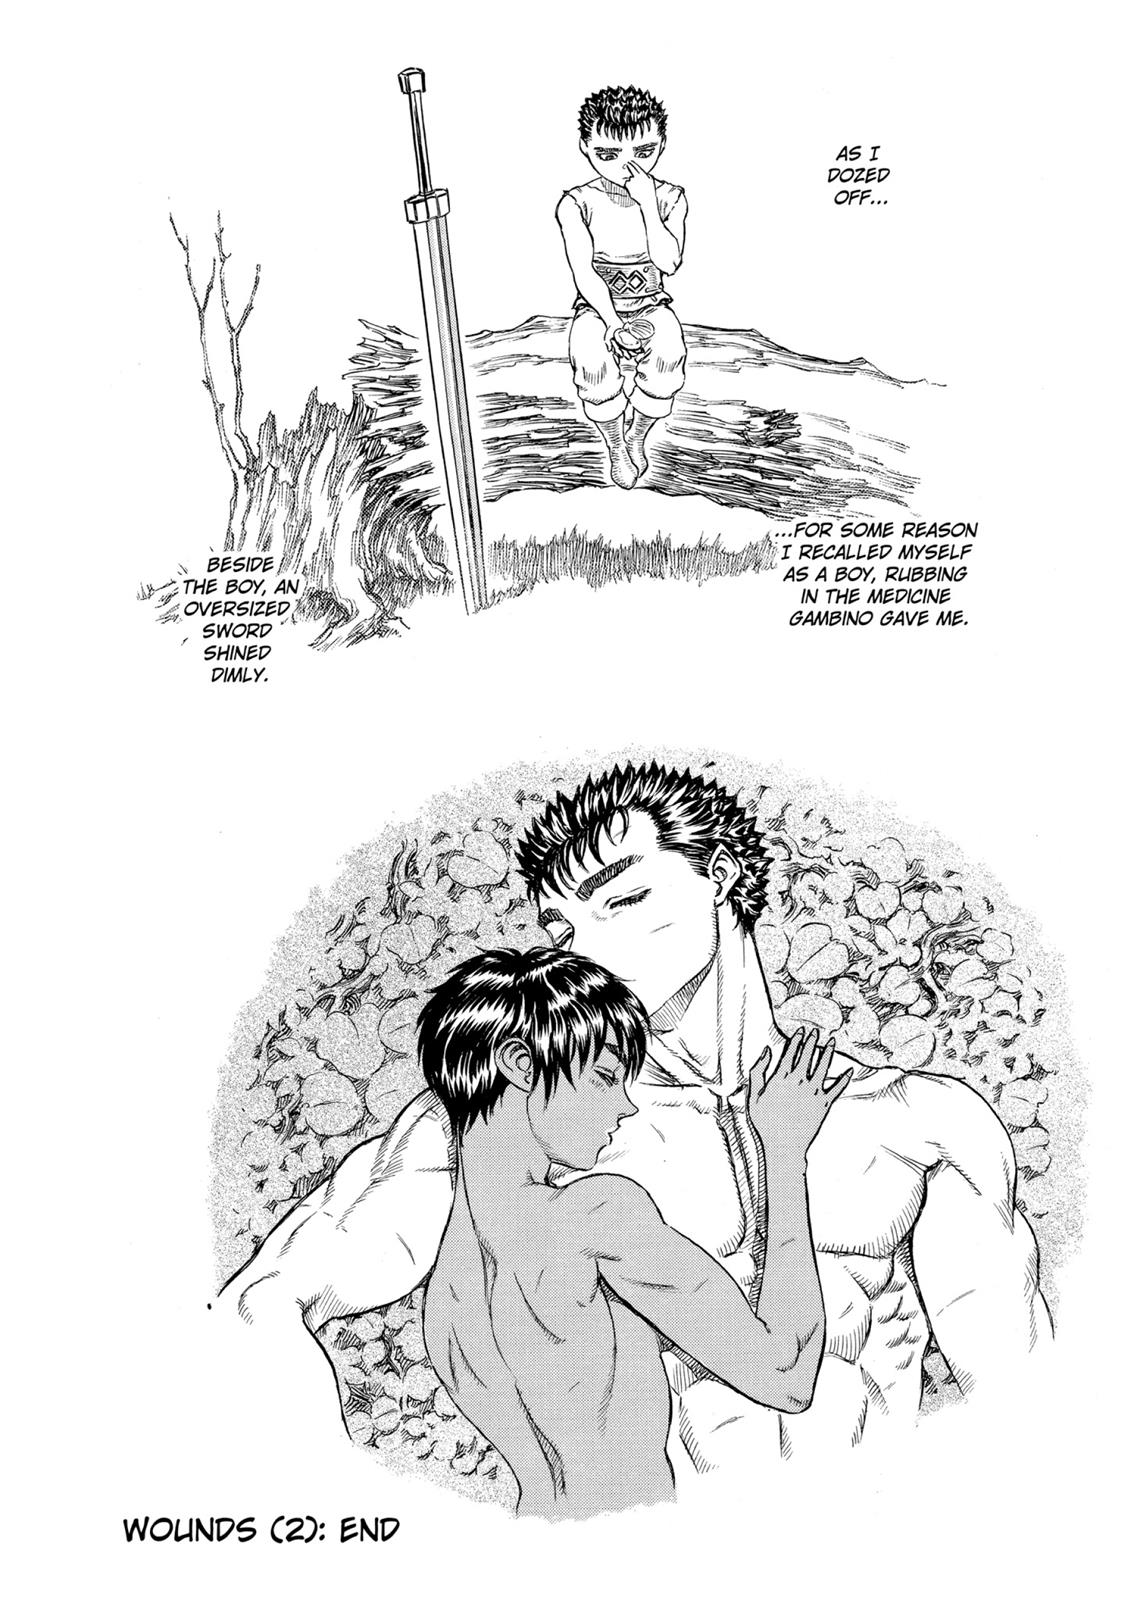 AS I
DOZED
OFF...
...FOR SOME REASON
I RECALLED MYSELF
AS A BOY, RUBBING
IN THE MEDICINE
GAMBINO GAVE ME.
BESIDE
THE BOY, AN
OVERSIZED
SWORD
SHINED
DIMLY.
WOUNDS (2): END